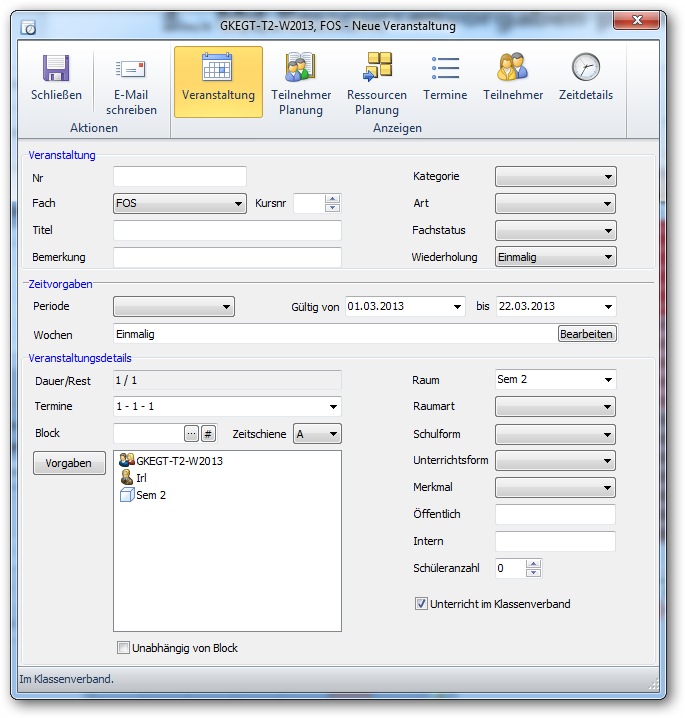 GKEGT-T2-W2013, FOS - Neue Veranstaltung
Schließen
E-Mail schreiben
Veranstaltung
Teilnehmer Planung
Ressourcen Planung
Termine
Teilnehmer
Zeitdetails
Aktionen
Anzeigen
Veranstaltung
Nr
Kategorie
Fach FOS Kursnr
Art
Titel
Fachstatus
Bemerkung
Wiederholung Einmalig
Zeitvorgaben
Periode
Gültig von 01.03.2013 bis 22.03.2013
Wochen Einmalig Bearbeiten
Veranstaltungsdetails
Dauer/Rest 1 / 1
Raum Sem 2
Termine 1 - 1 - 1
Raumart
Block ... # Zeitschiene A
Schulform
Vorgaben
GKEGT-T2-W2013
Irl
Sem 2
Unterrichtsform
Merkmal
Öffentlich
Intern
Schüleranzahl 0
Unterricht im Klassenverband
Unabhängig von Block
Im Klassenverband.